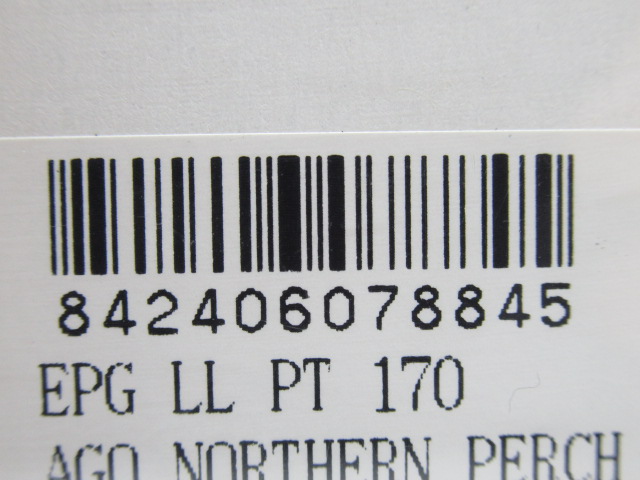 842406078845
EPG LL PT 170
AGO NORTHERN PERCH